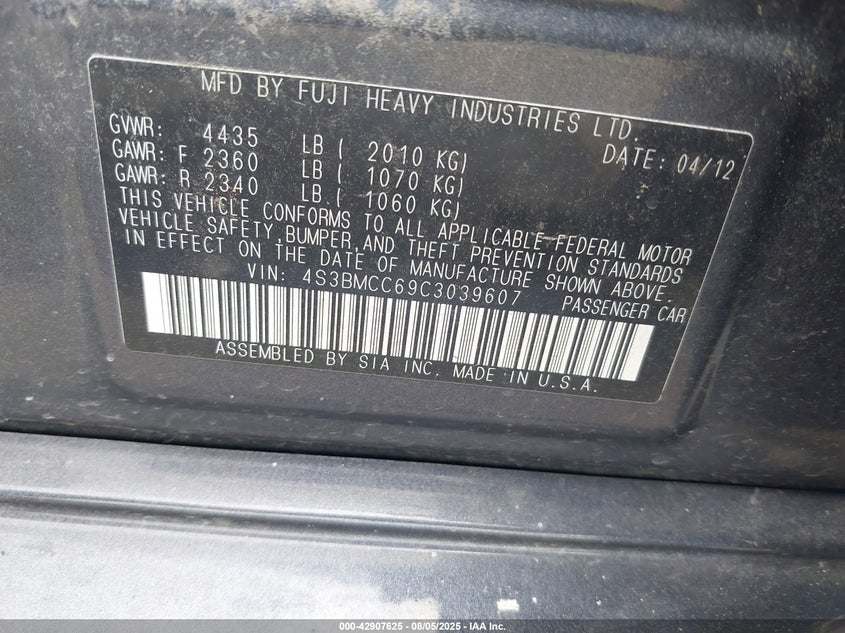 MFD BY FUJI HEAVY INDUSTRIES LTD.
GVWR: 4435 LB ( 2010 KG) DATE: 04/12
GAWR: F 2360 LB ( 1070 KG)
GAWR: R 2340 LB ( 1060 KG)
THIS VEHICLE CONFORMS TO ALL APPLICABLE FEDERAL MOTOR
VEHICLE SAFETY, BUMPER, AND THEFT PREVENTION STANDARDS
IN EFFECT ON THE DATE OF MANUFACTURE SHOWN ABOVE.
VIN: 4S3BMCC69C3039607 PASSENGER CAR
ASSEMBLED BY SIA INC. MADE IN U.S.A.
000-42907625 - 08/05/2025 - IAA Inc.